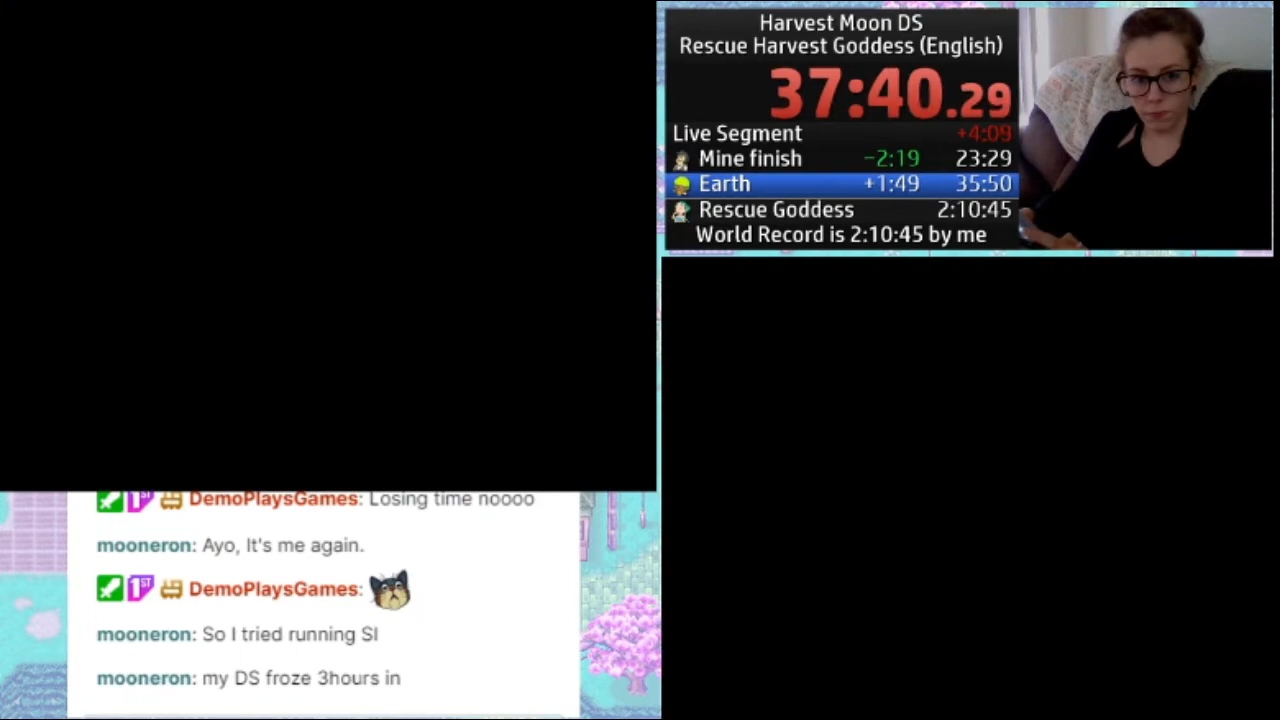 Harvest Moon DS
Rescue Harvest Goddess (English)
37:40.29
Live Segment +4:09
Mine finish -2:19 23:29
Earth +1:49 35:50
Rescue Goddess 2:10:45
World Record is 2:10:45 by me
1ST DemoPlaysGames: Losing time noooo
mooneron: Ayo, It's me again.
1ST DemoPlaysGames:
mooneron: So I tried running SI
mooneron: my DS froze 3hours in